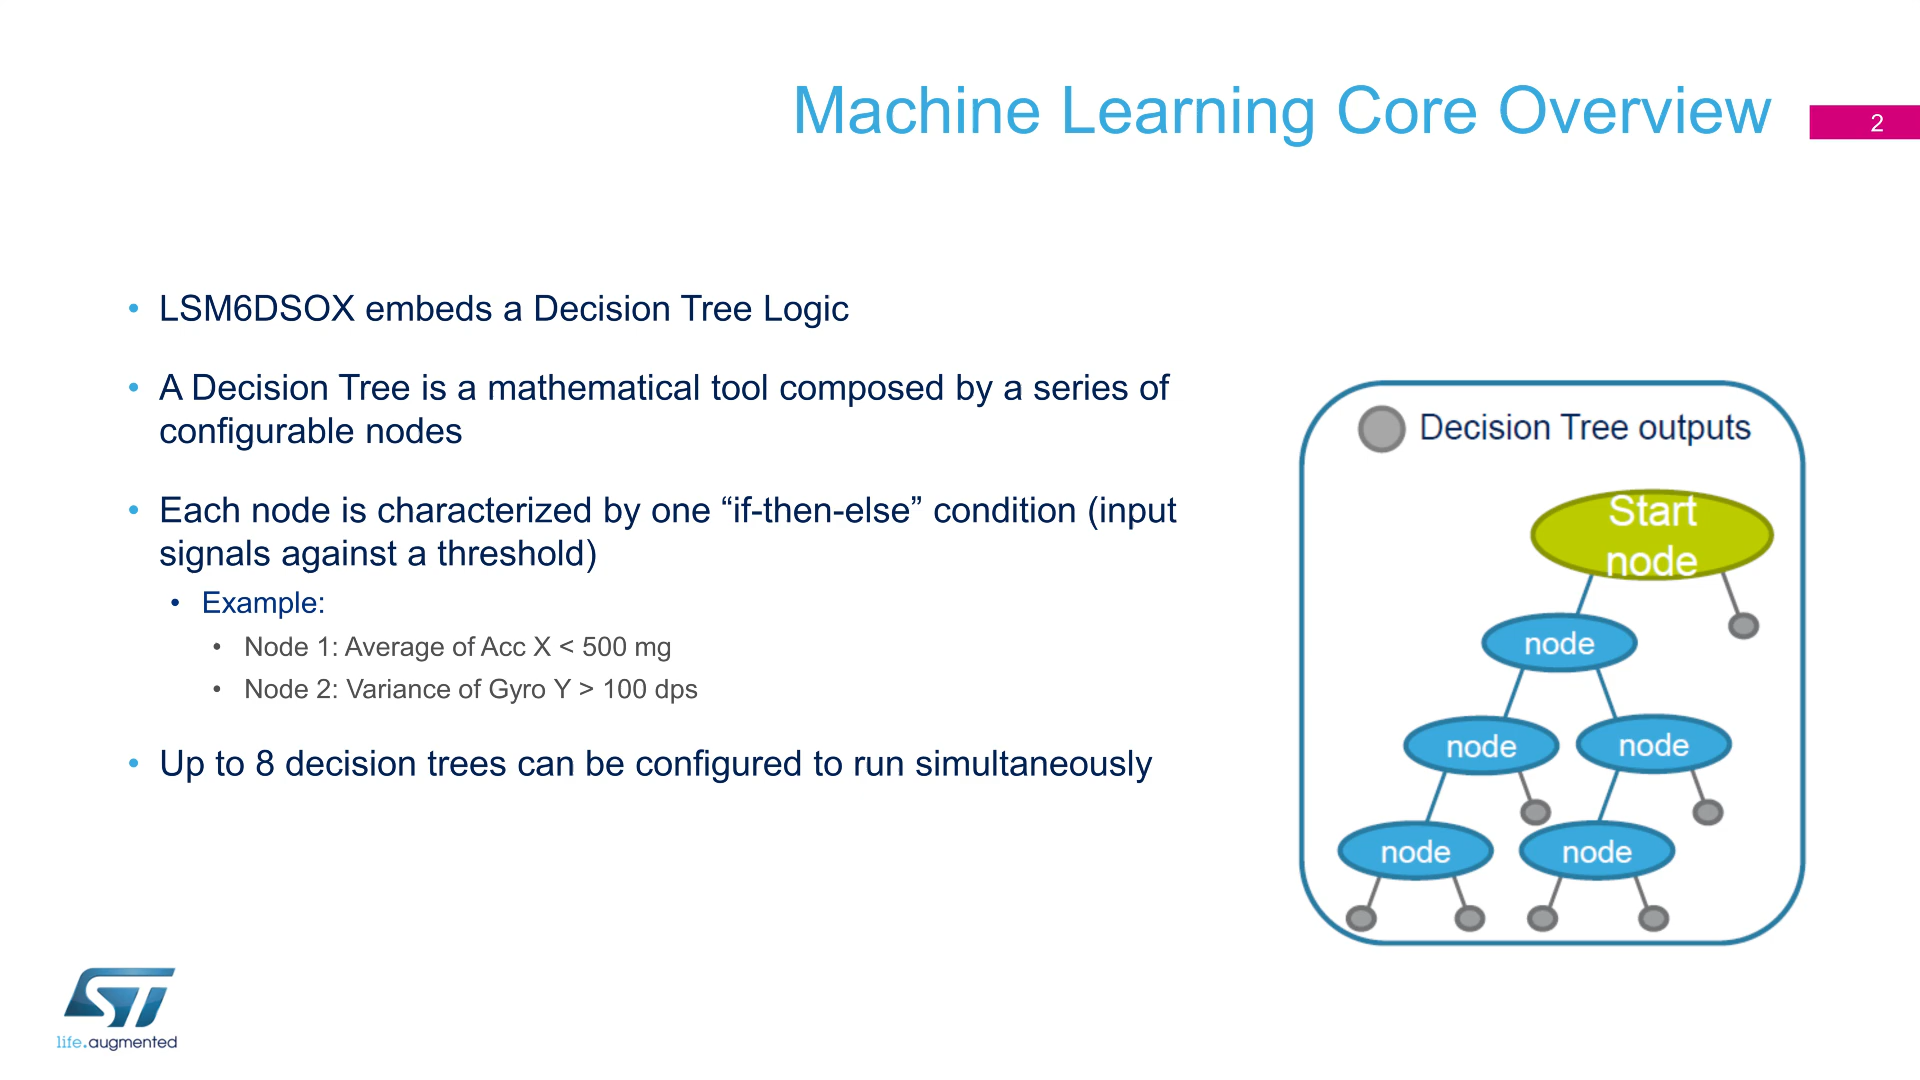 Machine Learning Core Overview
2
• LSM6DSOX embeds a Decision Tree Logic
• A Decision Tree is a mathematical tool composed by a series of
configurable nodes
• Each node is characterized by one “if-then-else” condition (input
signals against a threshold)
• Example:
• Node 1: Average of Acc X < 500 mg
• Node 2: Variance of Gyro Y > 100 dps
• Up to 8 decision trees can be configured to run simultaneously
Decision Tree outputs
Start
node
node
node
node
node
node
ST
life.augmented